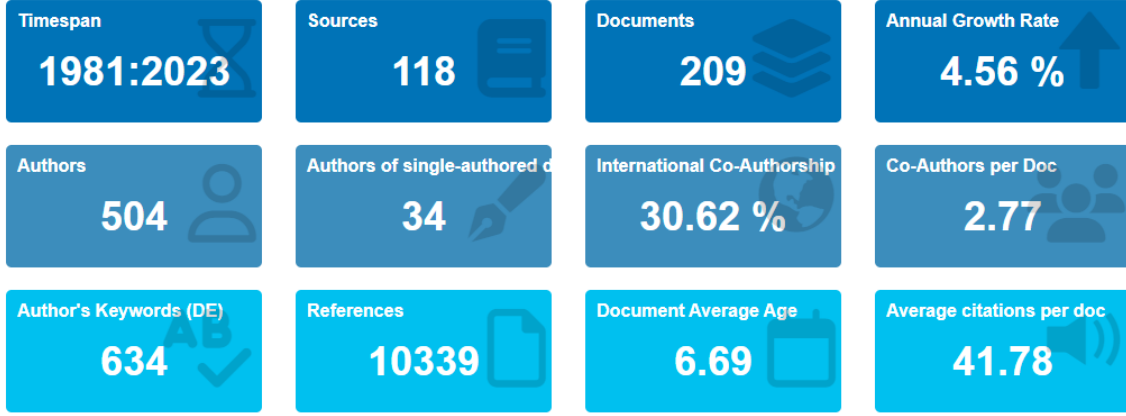 Timespan
1981:2023
Sources
118
Documents
209
Annual Growth Rate
4.56 %
Authors
504
Authors of single-authored d
34
International Co-Authorship
30.62 %
Co-Authors per Doc
2.77
Author's Keywords (DE)
634
AB
References
10339
Document Average Age
6.69
Average citations per doc
41.78